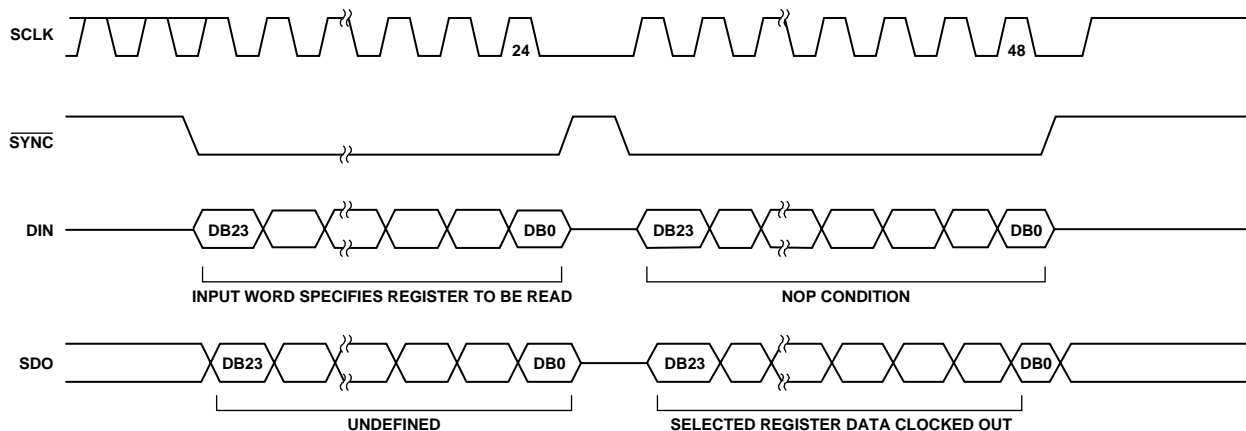 SCLK
24
48
SYNC
DIN
DB23
DB0
DB23
DB0
INPUT WORD SPECIFIES REGISTER TO BE READ
NOP CONDITION
SDO
DB23
DB0
DB23
DB0
UNDEFINED
SELECTED REGISTER DATA CLOCKED OUT